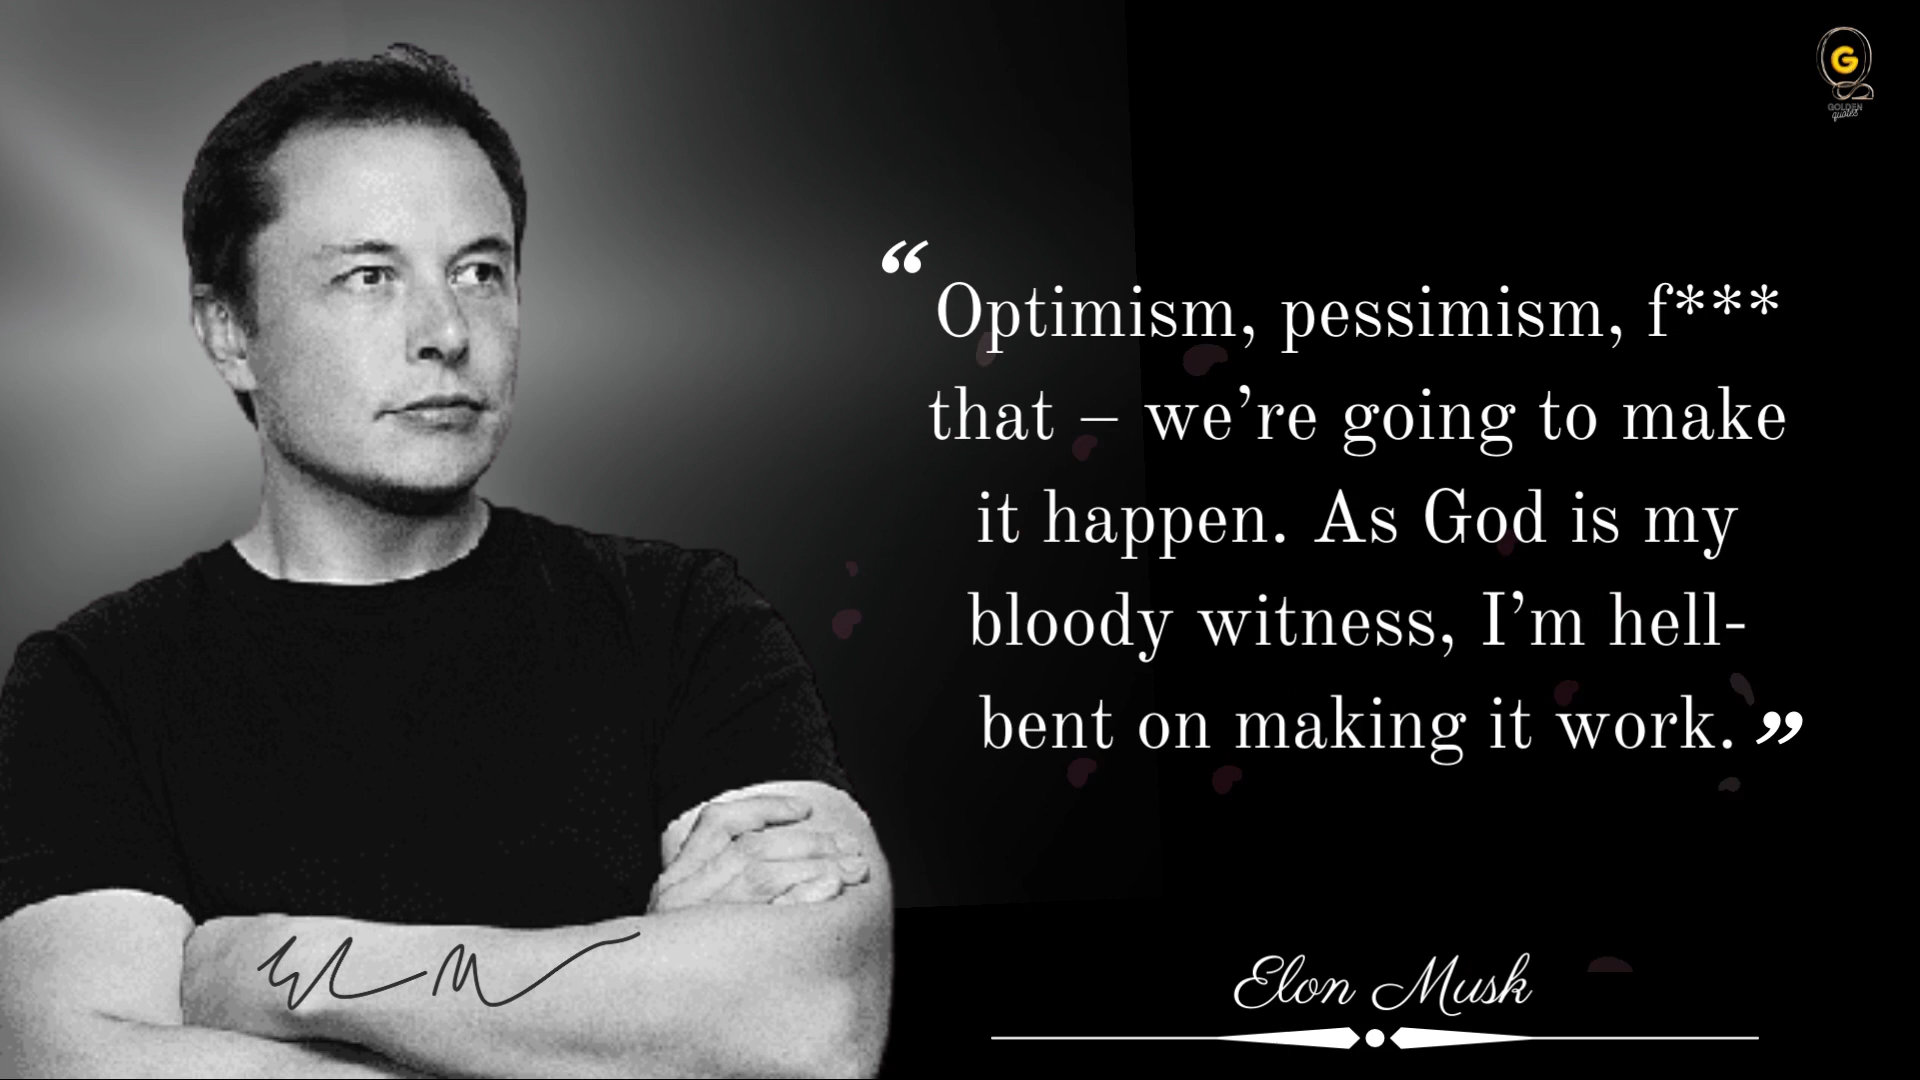 G
GOLDEN
quotes
“Optimism, pessimism, f***
that – we’re going to make
it happen. As God is my
bloody witness, I’m hell-
bent on making it work.”
Elon Musk